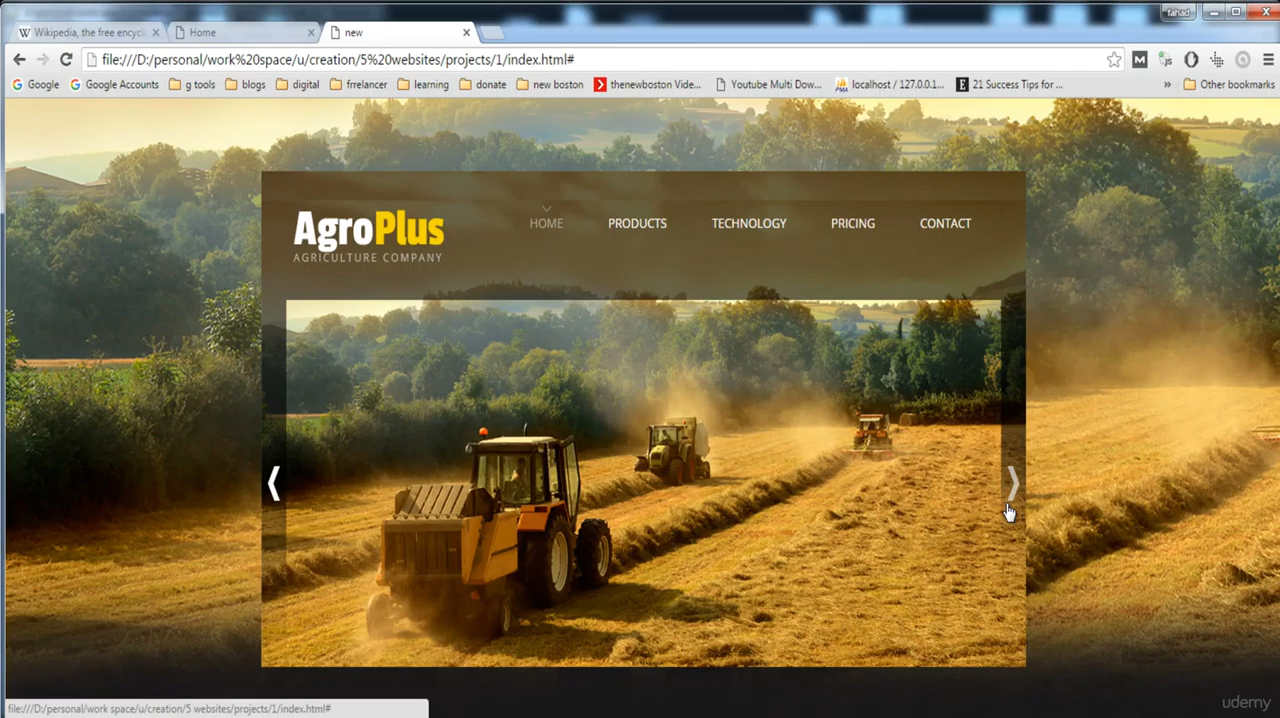 fahad
Wikipedia, the free encycl
Home
new
file:///D:/personal/work%20space/u/creation/5%20websites/projects/1/index.html#
Google
Google Accounts
g tools
blogs
digital
frrelancer
learning
donate
new boston
thenewboston Vide...
Youtube Multi Dow...
localhost / 127.0.0.1...
21 Success Tips for ...
»
Other bookmarks
AgroPlus
AGRICULTURE COMPANY
HOME
PRODUCTS
TECHNOLOGY
PRICING
CONTACT
file:///D:/personal/work space/u/creation/5 websites/projects/1/index.html#
udemy